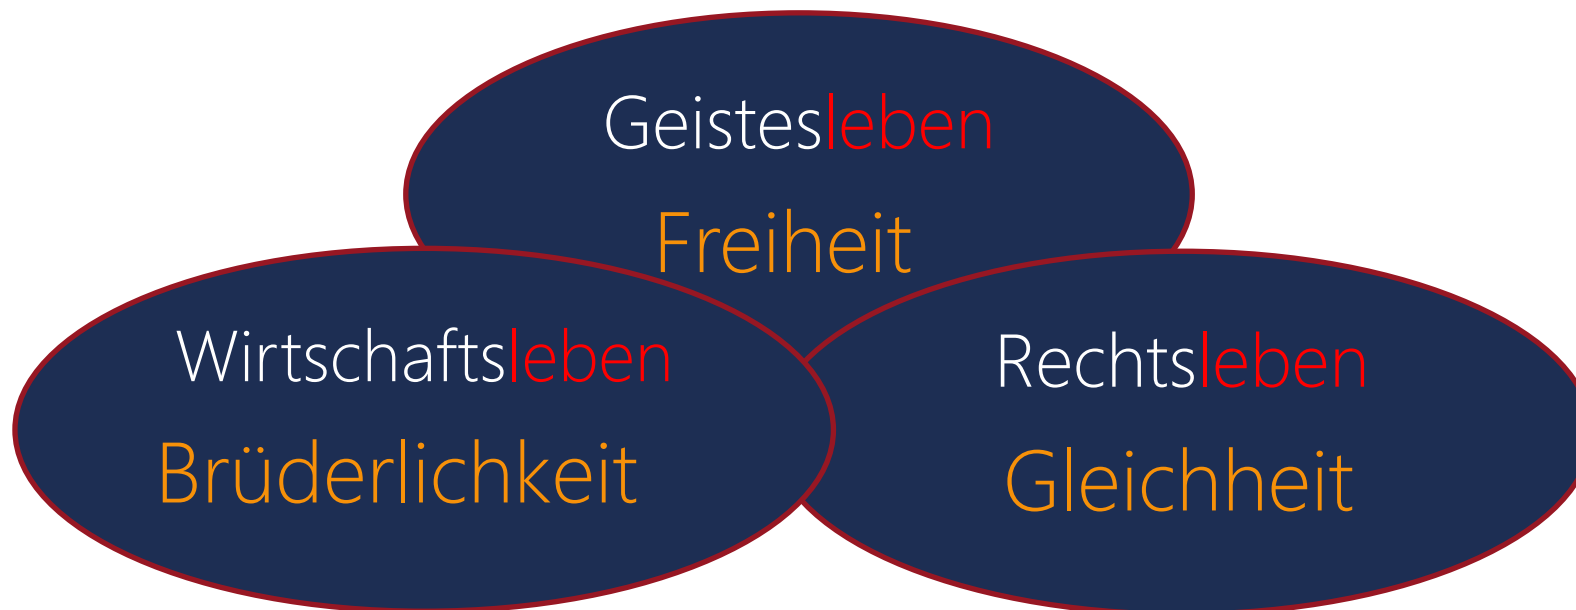 Geistesleben
Freiheit
Wirtschaftsleben
Brüderlichkeit
Rechtsleben
Gleichheit